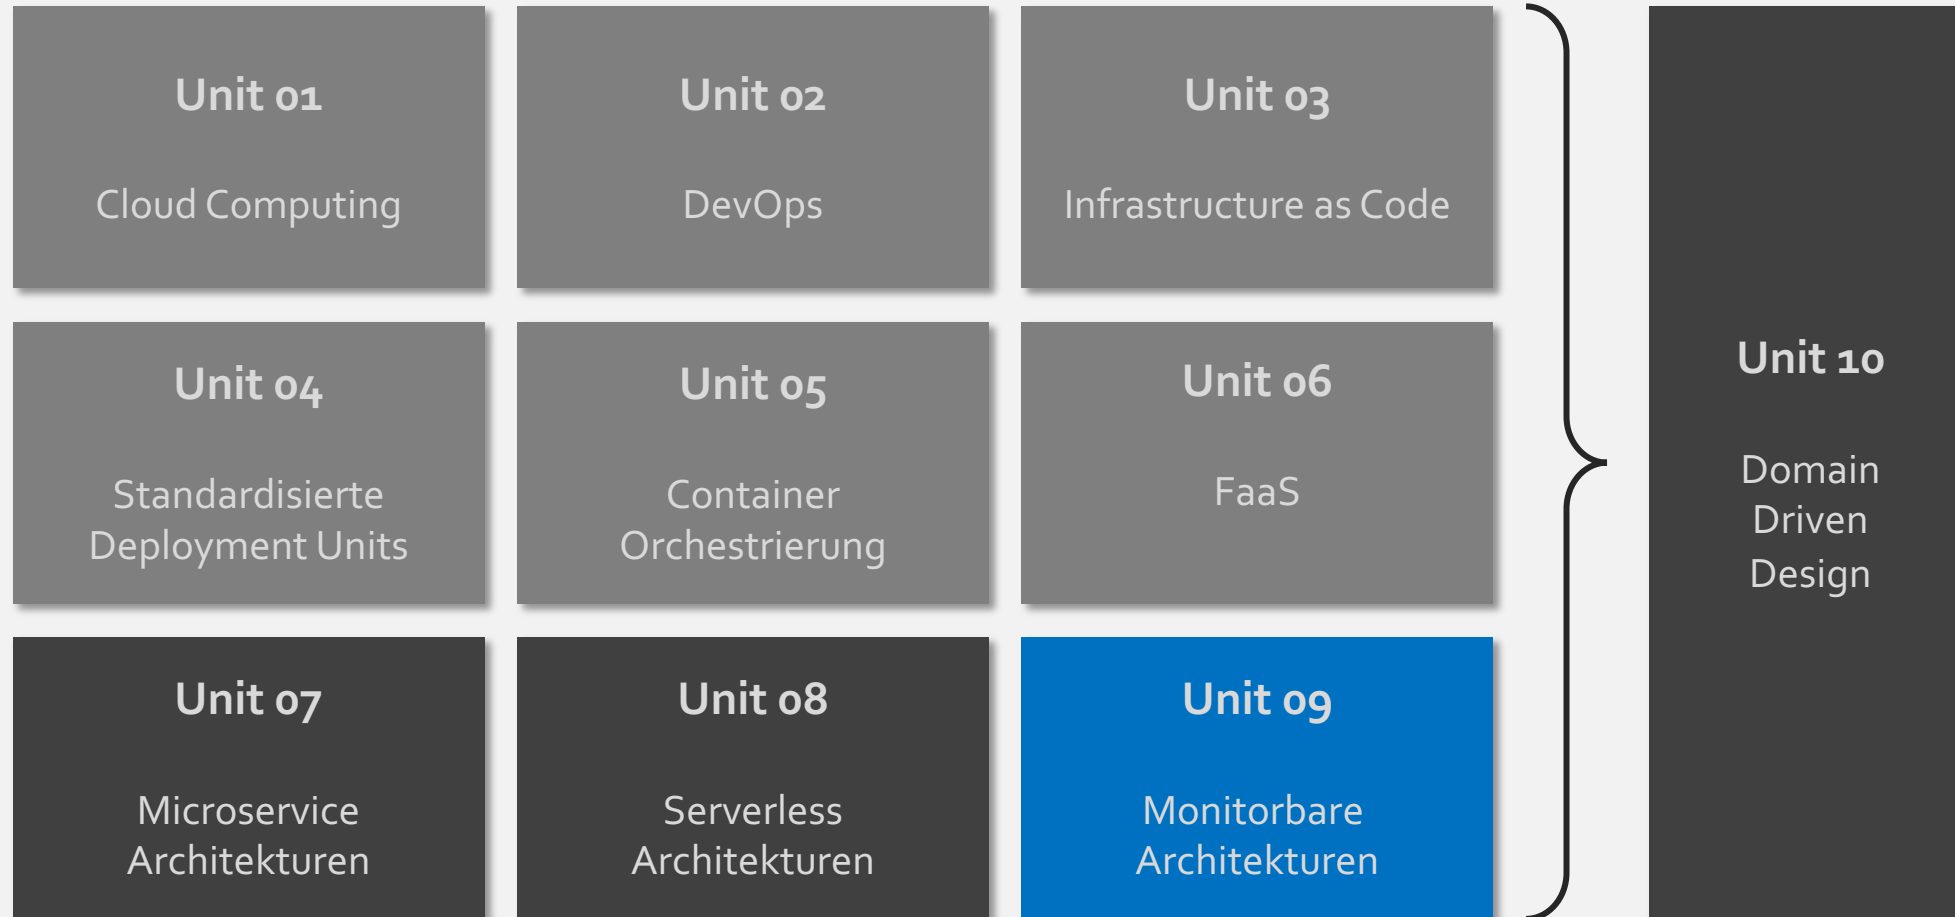 Unit 01
Cloud Computing
Unit 02
DevOps
Unit 03
Infrastructure as Code
Unit 04
Standardisierte
Deployment Units
Unit 05
Container
Orchestrierung
Unit 06
FaaS
Unit 07
Microservice
Architekturen
Unit 08
Serverless
Architekturen
Unit 09
Monitorbare
Architekturen
Unit 10
Domain
Driven
Design